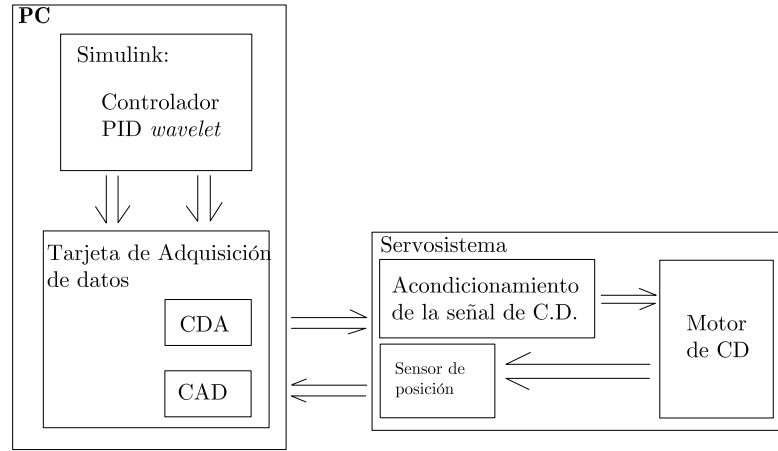 PC
Simulink:
Controlador
PID wavelet
Tarjeta de Adquisición
de datos
CDA
CAD
Servosistema
Acondicionamiento
de la señal de C.D.
Sensor de
posición
Motor
de CD